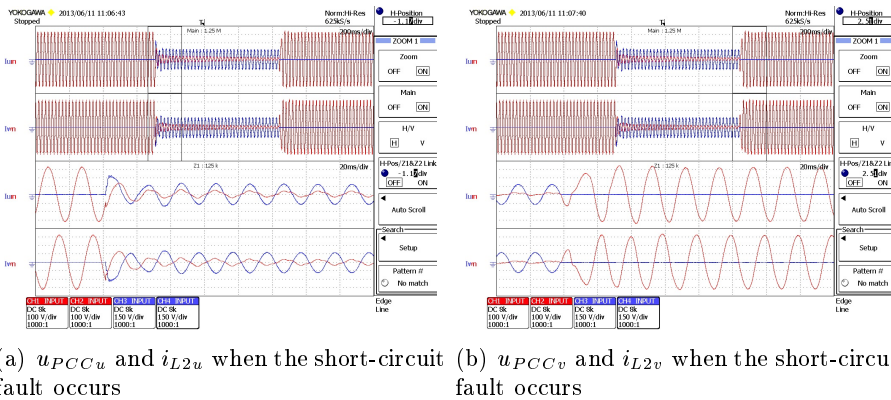 YOKOGAWA 2013/06/11 11:06:43
Stopped
Norm:Hi-Res
625kS/s
H-Position
Main : 1.25 M
200ms/div
ZOOM 1
Zoom
OFF ON
Main
OFF ON
H/V
H V
H-Pos/Z1&Z2 Link
OFF ON
Auto Scroll
Search
Setup
Pattern #
No match
Ium
Ivm
Z1 : 125 k
20ms/div
Ium
Ivm
CH1 INPUT CH2 INPUT CH3 INPUT CH4 INPUT
DC 8k DC 8k DC 8k DC 8k
100 V/div 100 V/div 150 V/div 150 V/div
1000:1 1000:1 1000:1 1000:1
Edge
Line
YOKOGAWA 2013/06/11 11:07:40
Stopped
Norm:Hi-Res
625kS/s
H-Position
Main : 1.25 M
200ms/div
ZOOM 1
Zoom
OFF ON
Main
OFF ON
H/V
H V
H-Pos/Z1&Z2 Lin
OFF ON
Auto Scroll
Search
Setup
Pattern #
No match
Ium
Ivm
Z1 : 125 k
20ms/div
Ium
Ivm
CH1 INPUT CH2 INPUT CH3 INPUT CH4 INPUT
DC 8k DC 8k DC 8k DC 8k
100 V/div 100 V/div 150 V/div 150 V/div
1000:1 1000:1 1000:1 1000:1
Edge
Line
(a) uPCCu and iL2u when the short-circuit
fault occurs
(b) uPCCv and iL2v when the short-circu
fault occurs